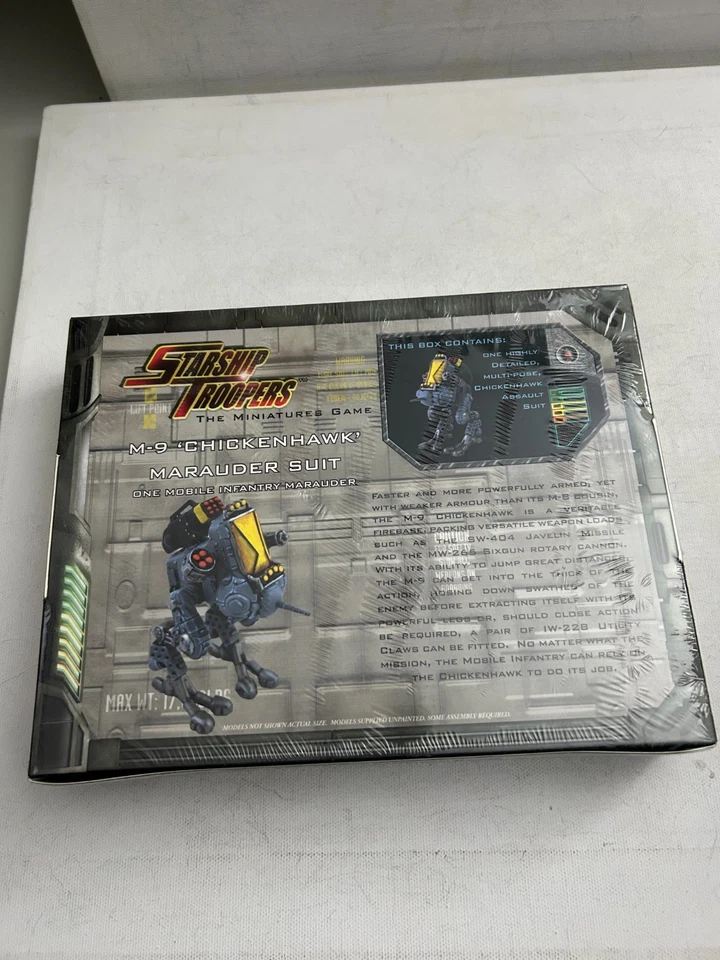 STARSHIP
TROOPERS
THE MINIATURES GAME
M-9 'CHICKENHAWK'
MARAUDER SUIT
ONE MOBILE INFANTRY MARAUDER
THIS BOX CONTAINS:
ONE HIGHLY
DETAILED,
MULTI-POSE,
CHICKENHAWK
ASSAULT
SUIT
FASTER AND MORE POWERFULLY ARMED, YET
WITH WEAKER ARMOUR THAN ITS M-8 COUSIN,
THE M-9 CHICKENHAWK IS A VERITABLE
FIREBASE, PACKING VERSATILE WEAPON LOADS
SUCH AS THE SW-404 JAVELIN MISSILE
AND THE MW-265 SIXGUN ROTARY CANNON.
WITH ITS ABILITY TO JUMP GREAT DISTANCES,
THE M-9 CAN GET INTO THE THICK OF THE
ACTION, HOSING DOWN SWATHES OF THE
ENEMY BEFORE EXTRACTING ITSELF WITH ITS
POWERFUL LEGS OR, SHOULD CLOSE ACTION
BE REQUIRED, A PAIR OF IW-228 UTILITY
CLAWS CAN BE FITTED. NO MATTER WHAT THE
MISSION, THE MOBILE INFANTRY CAN RELY ON
THE CHICKENHAWK TO DO ITS JOB.
LIFT POINT
MAX WT: 17
MODELS NOT SHOWN ACTUAL SIZE. MODELS SUPPLIED UNPAINTED. SOME ASSEMBLY REQUIRED.